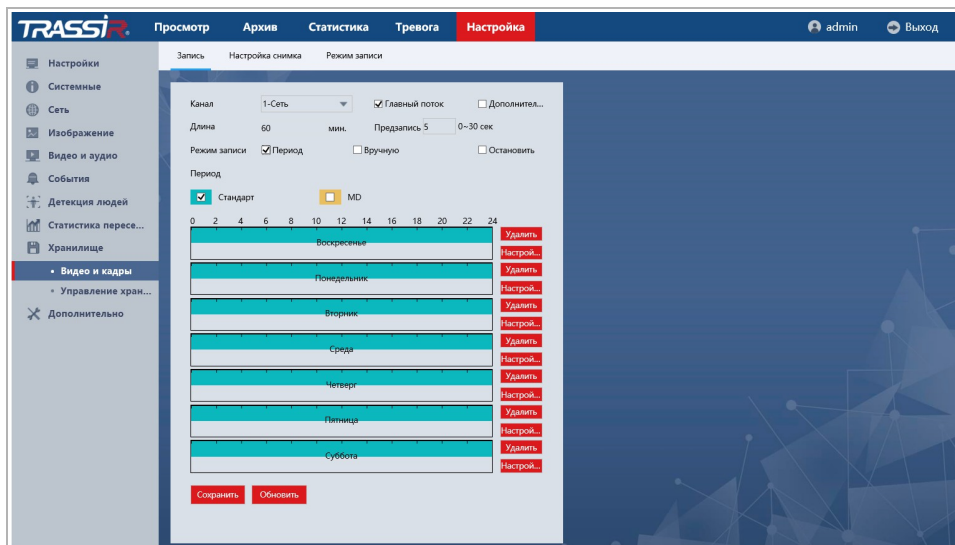 TRASSIR
Просмотр Архив Статистика Тревога Настройка admin Выход
Запись Настройка снимка Режим записи
Настройки
Системные
Сеть
Изображение
Видео и аудио
События
Детекция людей
Статистика пересе...
Хранилище
• Видео и кадры
• Управление хран...
Дополнительно
Канал 1-Сеть Главный поток Дополнител...
Длина 60 мин. Предзапись 5 0~30 сек
Режим записи Период Вручную Остановить
Период
Стандарт MD
0 2 4 6 8 10 12 14 16 18 20 22 24
Воскресенье Удалить
Настрой...
Понедельник Удалить
Настрой...
Вторник Удалить
Настрой...
Среда Удалить
Настрой...
Четверг Удалить
Настрой...
Пятница Удалить
Настрой...
Суббота Удалить
Настрой...
Сохранить Обновить